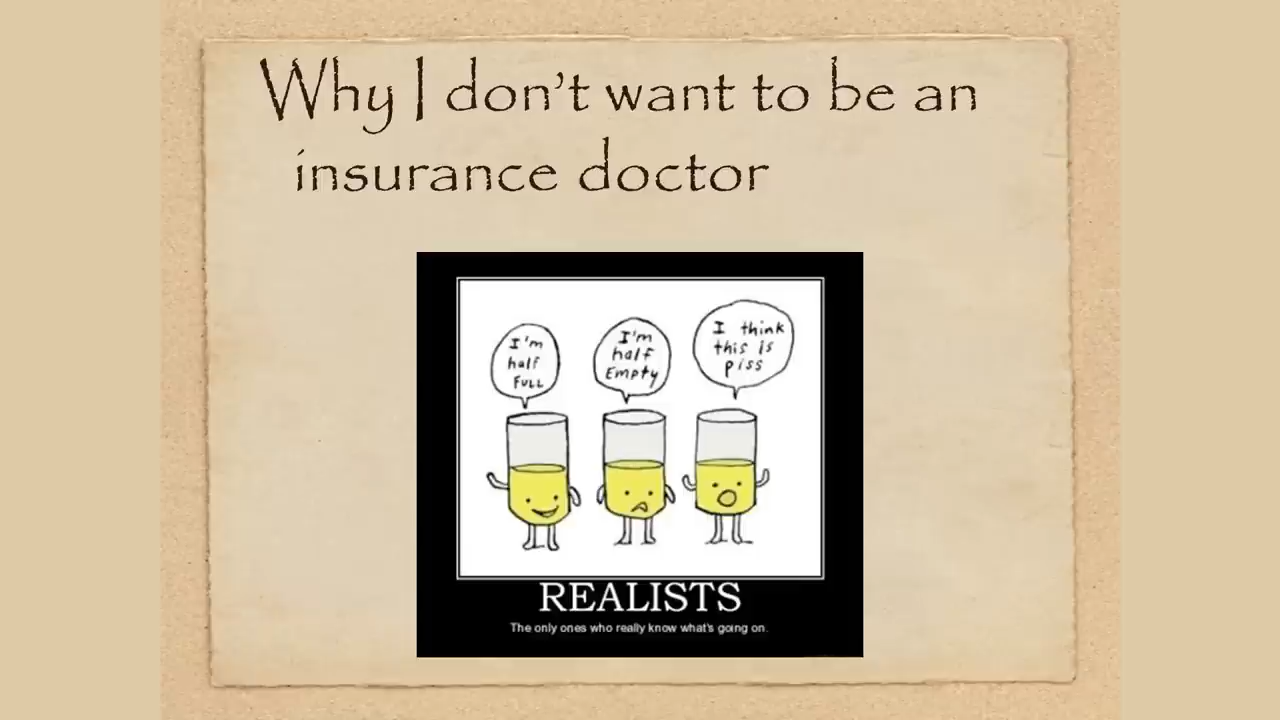 Why I don't want to be an
insurance doctor
I'm
half
FULL
I'm
half
Empty
I think
this is
piss
REALISTS
The only ones who really know what's going on.